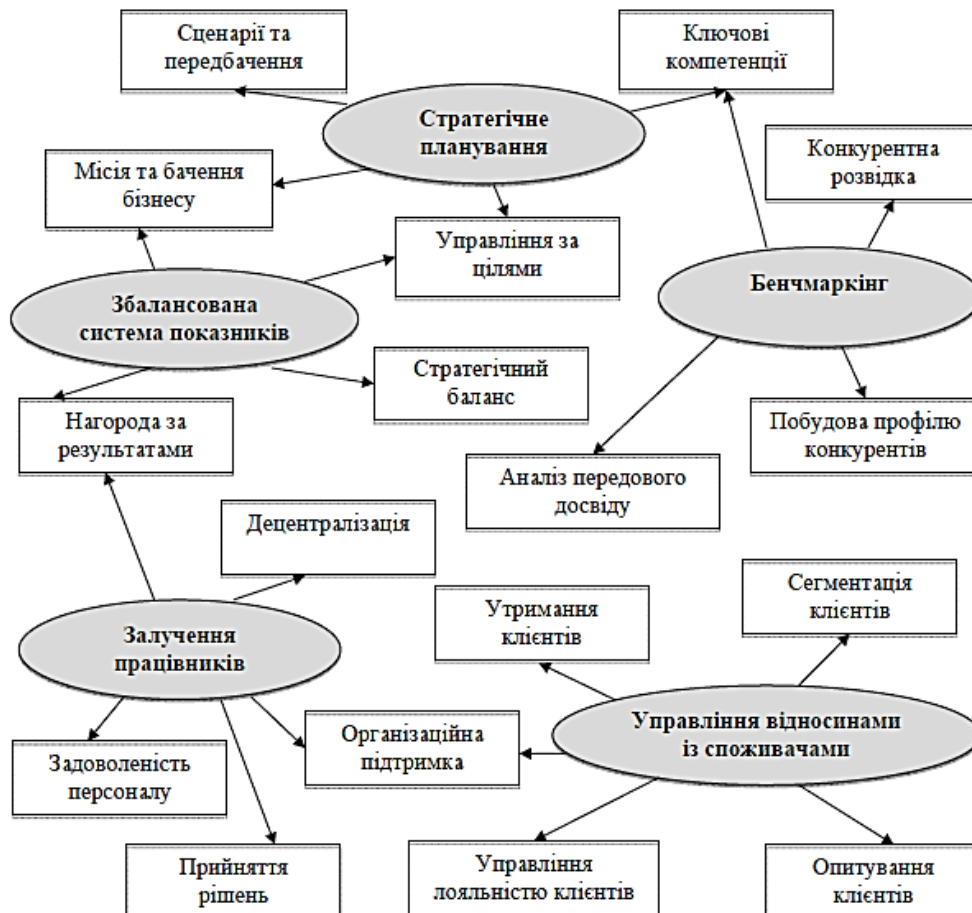 Сценарії та
передбачення
Ключові
компетенції
Стратегічне
планування
Конкурентна
розвідка
Місія та бачення
бізнесу
Управління за
цілями
Бенчмаркінг
Збалансована
система показників
Стратегічний
баланс
Нагорода за
результатами
Побудова профілю
конкурентів
Аналіз передового
досвіду
Децентралізація
Сегментація
клієнтів
Утримання
клієнтів
Залучення
працівників
Управління відносинами
із споживачами
Організаційна
підтримка
Задоволеність
персоналу
Прийняття
рішень
Управління
лояльністю клієнтів
Опитування
клієнтів